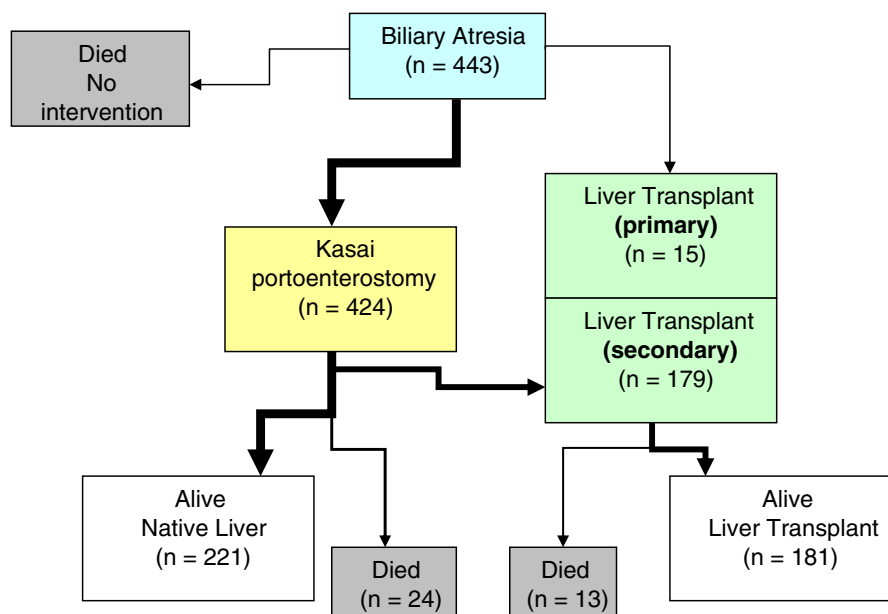 Died
No
intervention
Biliary Atresia
(n = 443)
Liver Transplant
(primary)
(n = 15)
Kasai
portoenterostomy
(n = 424)
Liver Transplant
(secondary)
(n = 179)
Alive
Native Liver
(n = 221)
Died
(n = 24)
Died
(n = 13)
Alive
Liver Transplant
(n = 181)